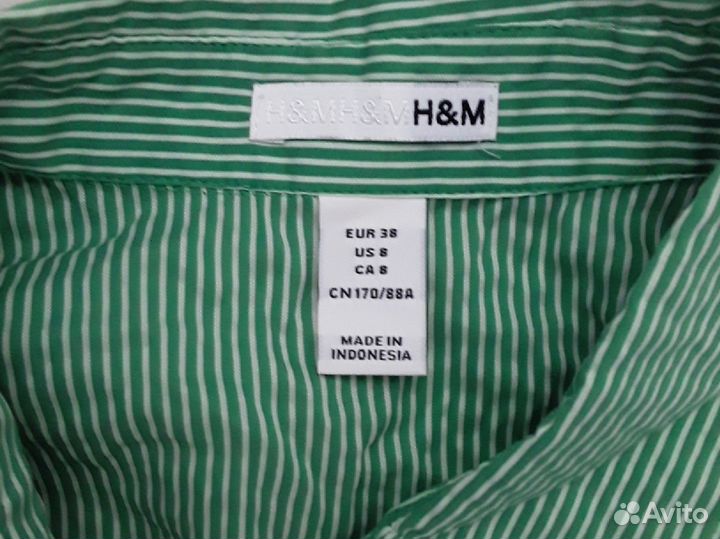 H&MH&MH&M
EUR 38
US 8
CA 8
CN170/88A
MADE IN
INDONESIA
Avito